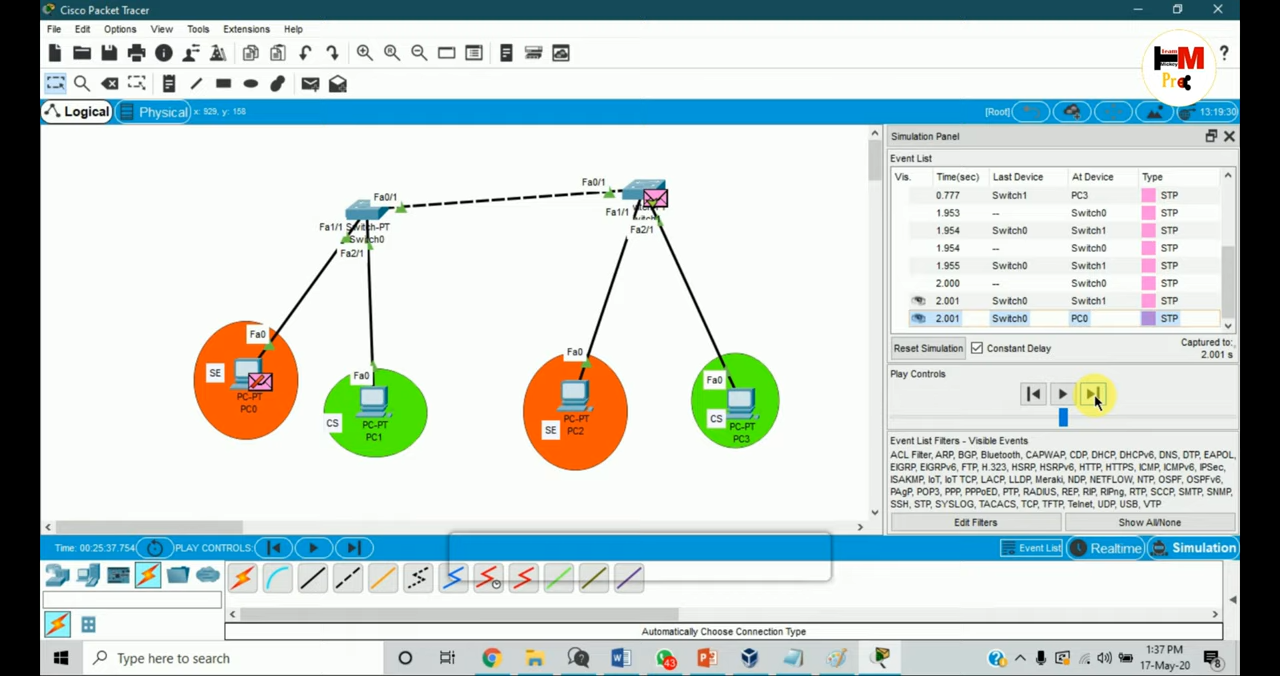 Cisco Packet Tracer
File Edit Options View Tools Extensions Help
?
Team
HM
Pro
Logical Physical x: 929, y: 158 [Root] 13:19:30
Simulation Panel
Event List
Vis. Time(sec) Last Device At Device Type
0.777 Switch1 PC3 STP
1.953 -- Switch0 STP
1.954 Switch0 Switch1 STP
1.954 -- Switch0 STP
1.955 Switch0 Switch1 STP
2.000 -- Switch0 STP
2.001 Switch0 Switch1 STP
2.001 Switch0 PC0 STP
Reset Simulation Constant Delay Captured to:
2.001 s
Play Controls
Event List Filters - Visible Events
ACL Filter, ARP, BGP, Bluetooth, CAPWAP, CDP, DHCP, DHCPv6, DNS, DTP, EAPOL,
EIGRP, EIGRPv6, FTP, H.323, HSRP, HSRPv6, HTTP, HTTPS, ICMP, ICMPv6, IPSec,
ISAKMP, IoT, IoT TCP, LACP, LLDP, Meraki, NDP, NETFLOW, NTP, OSPF, OSPFv6,
PAgP, POP3, PPP, PPPoED, PTP, RADIUS, REP, RIP, RIPng, RTP, SCCP, SMTP, SNMP,
SSH, STP, SYSLOG, TACACS, TCP, TFTP, Telnet, UDP, USB, VTP
Edit Filters Show All/None
Fa0/1
Fa1/1 Switch-PT
Switch0
Fa2/1
Fa0/1
Fa1/1
Fa2/1
Fa0
SE
PC-PT
PC0
Fa0
CS
PC-PT
PC1
Fa0
SE
PC-PT
PC2
Fa0
CS
PC-PT
PC3
Time: 00:25:37.754 PLAY CONTROLS: Event List Realtime Simulation
Automatically Choose Connection Type
Type here to search
43
1:37 PM
17-May-20
8